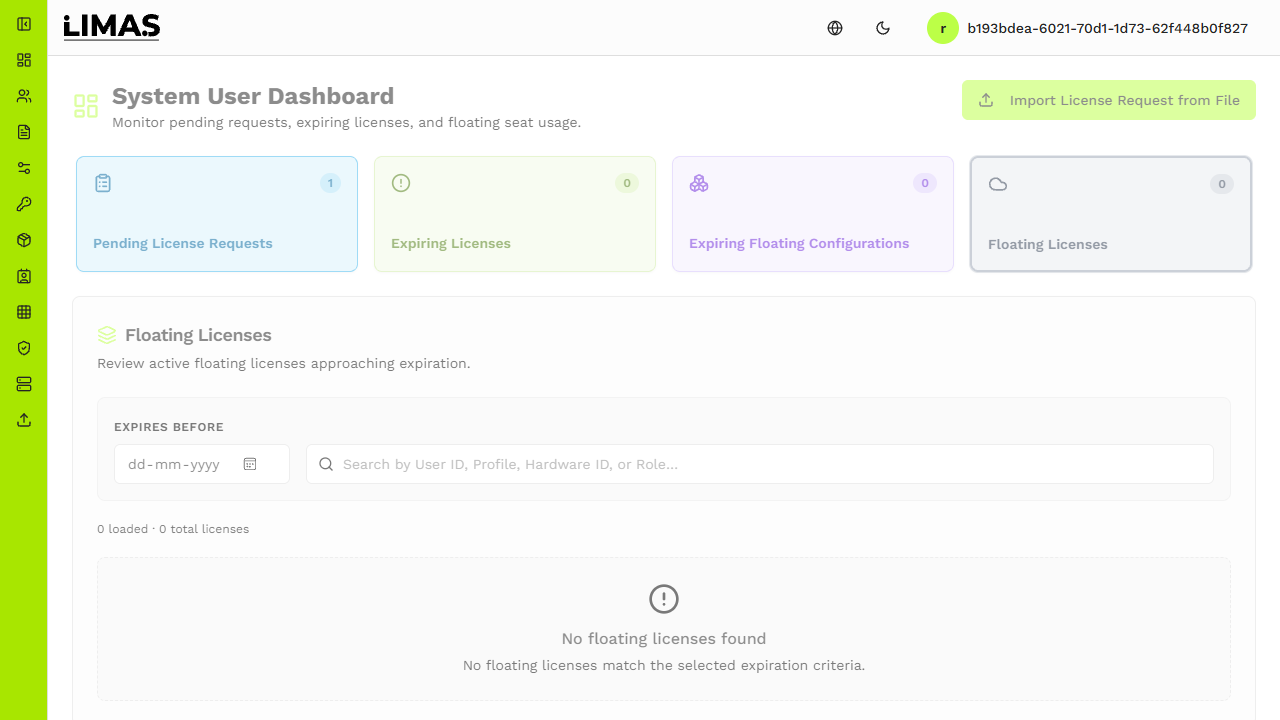 LIMAS
r
b193bdea-6021-70d1-1d73-62f448b0f827
System User Dashboard
Monitor pending requests, expiring licenses, and floating seat usage.
Import License Request from File
1
Pending License Requests
0
Expiring Licenses
0
Expiring Floating Configurations
0
Floating Licenses
Floating Licenses
Review active floating licenses approaching expiration.
EXPIRES BEFORE
dd-mm-yyyy
Search by User ID, Profile, Hardware ID, or Role...
0 loaded · 0 total licenses
No floating licenses found
No floating licenses match the selected expiration criteria.